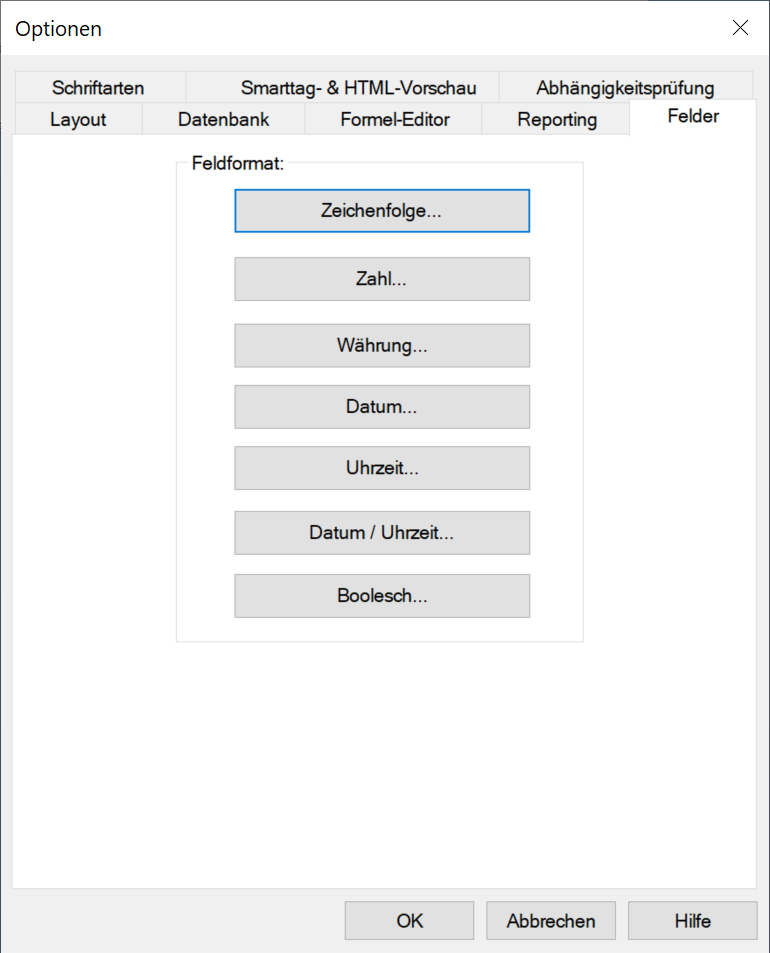 Optionen
Schriftarten Smarttag- & HTML-Vorschau Abhängigkeitsprüfung
Layout Datenbank Formel-Editor Reporting Felder
Feldformat:
Zeichenfolge...
Zahl...
Währung...
Datum...
Uhrzeit...
Datum / Uhrzeit...
Boolesch...
OK Abbrechen Hilfe